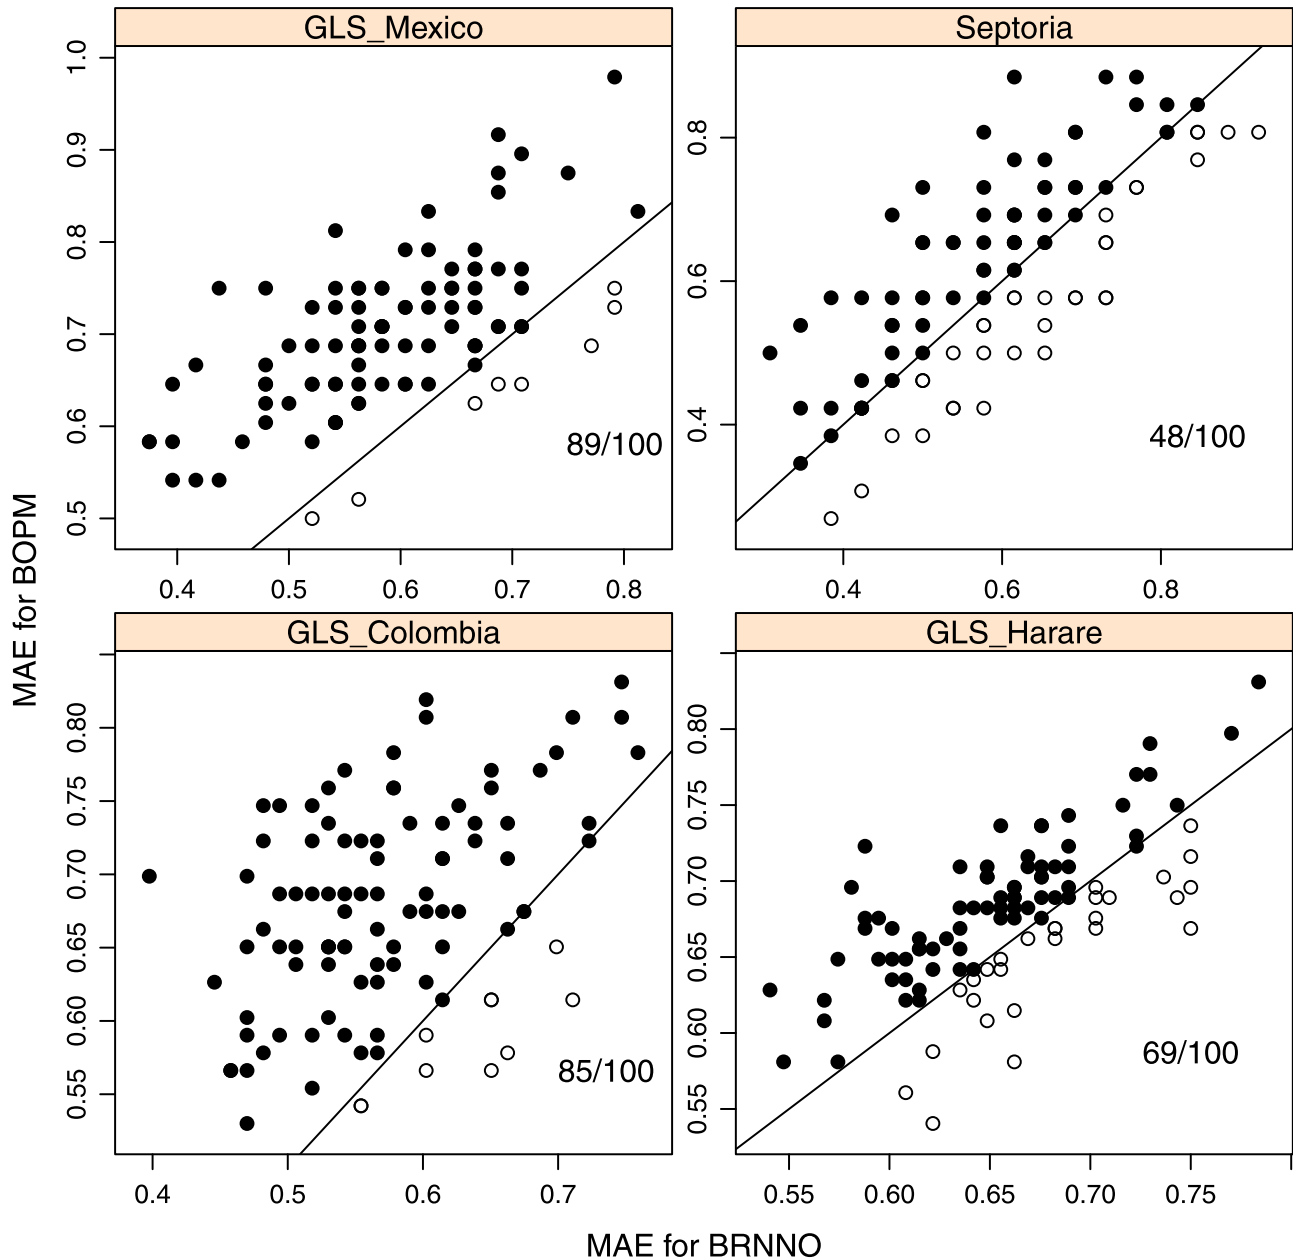 GLS_Mexico
Septoria
1.0
0.9
0.8
0.7
0.6
0.5
89/100
0.4 0.5 0.6 0.7 0.8
0.8
0.6
0.4
48/100
0.4 0.6 0.8
MAE for BOPM
GLS_Colombia
GLS_Harare
0.80
0.75
0.70
0.65
0.60
0.55
85/100
0.4 0.5 0.6 0.7
0.80
0.75
0.70
0.65
0.60
0.55
69/100
0.55 0.60 0.65 0.70 0.75
MAE for BRNNO